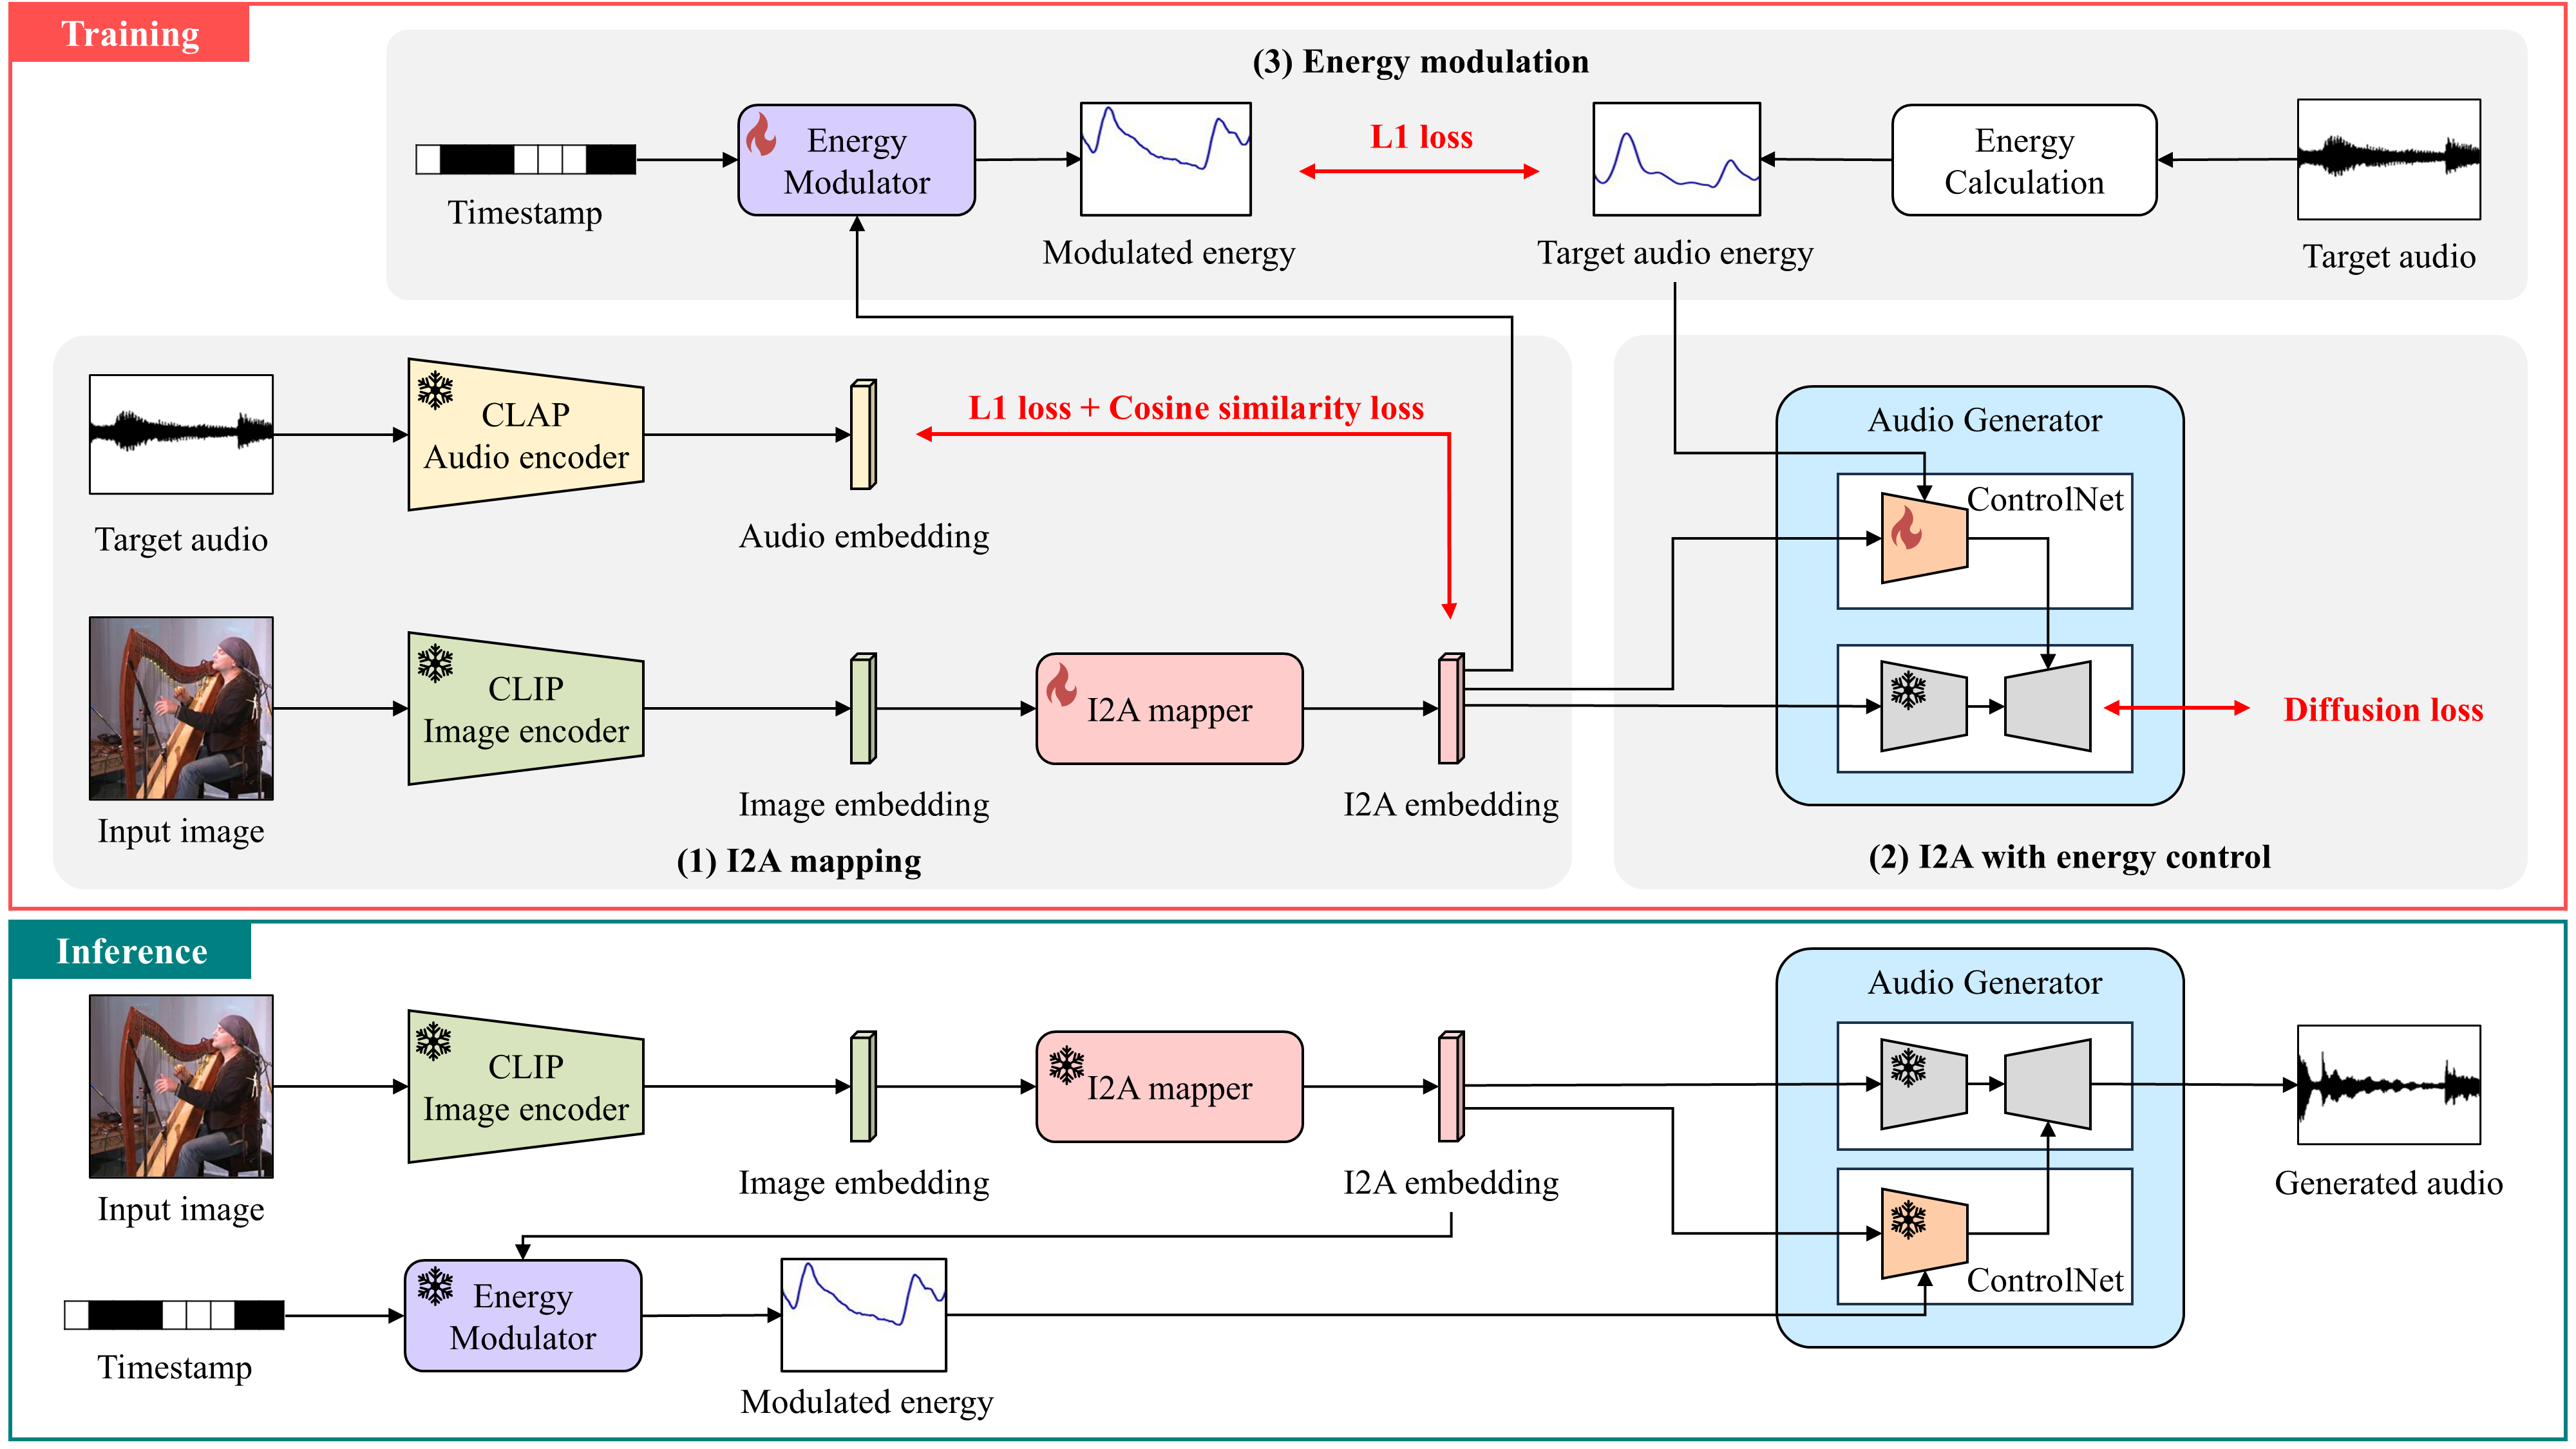 Training
(3) Energy modulation
Timestamp
Energy
Modulator
Modulated energy
L1 loss
Target audio energy
Energy
Calculation
Target audio
Target audio
CLAP
Audio encoder
Audio embedding
L1 loss + Cosine similarity loss
Input image
CLIP
Image encoder
Image embedding
I2A mapper
I2A embedding
(1) I2A mapping
Audio Generator
ControlNet
Diffusion loss
(2) I2A with energy control
Inference
Input image
CLIP
Image encoder
Image embedding
I2A mapper
I2A embedding
Audio Generator
ControlNet
Generated audio
Timestamp
Energy
Modulator
Modulated energy